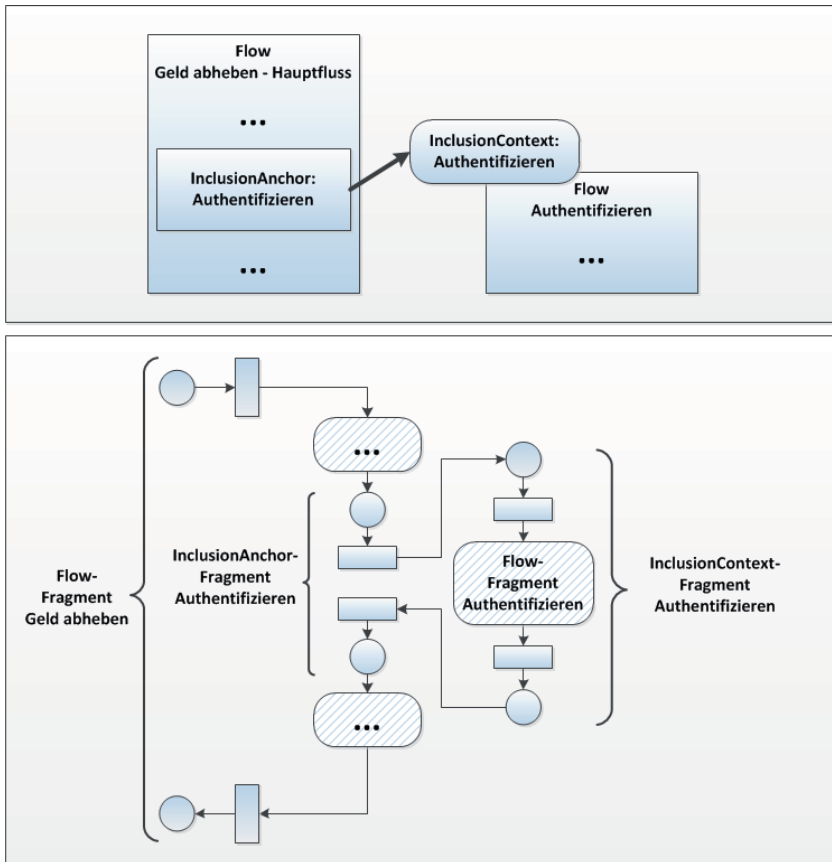 Flow
Geld abheben - Hauptfluss
...
InclusionAnchor:
Authentifizieren
...
InclusionContext:
Authentifizieren
Flow
Authentifizieren
...
...
Flow-
Fragment
Geld abheben
InclusionAnchor-
Fragment
Authentifizieren
Flow-
Fragment
Authentifizieren
InclusionContext-
Fragment
Authentifizieren
...